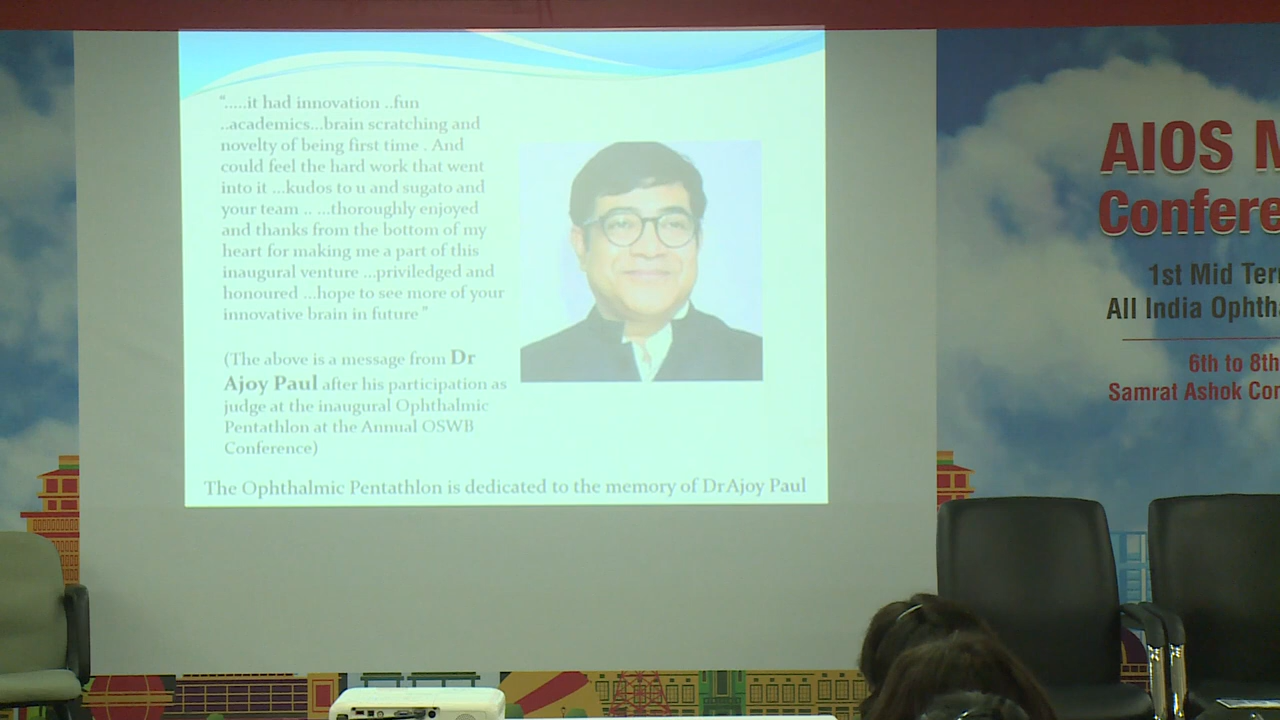 ".....it had innovation ..fun
..academics...brain scratching and
novelty of being first time . And
could feel the hard work that went
into it ...kudos to u and sugato and
your team .. ...thoroughly enjoyed
and thanks from the bottom of my
heart for making me a part of this
inaugural venture ...priviledged and
honoured ...hope to see more of your
innovative brain in future"
(The above is a message from Dr
Ajoy Paul after his participation as
judge at the inaugural Ophthalmic
Pentathlon at the Annual OSWB
Conference)
The Ophthalmic Pentathlon is dedicated to the memory of Dr Ajoy Paul
AIOS
1st Mid
All India
6th to 8th
Samrat Ashok